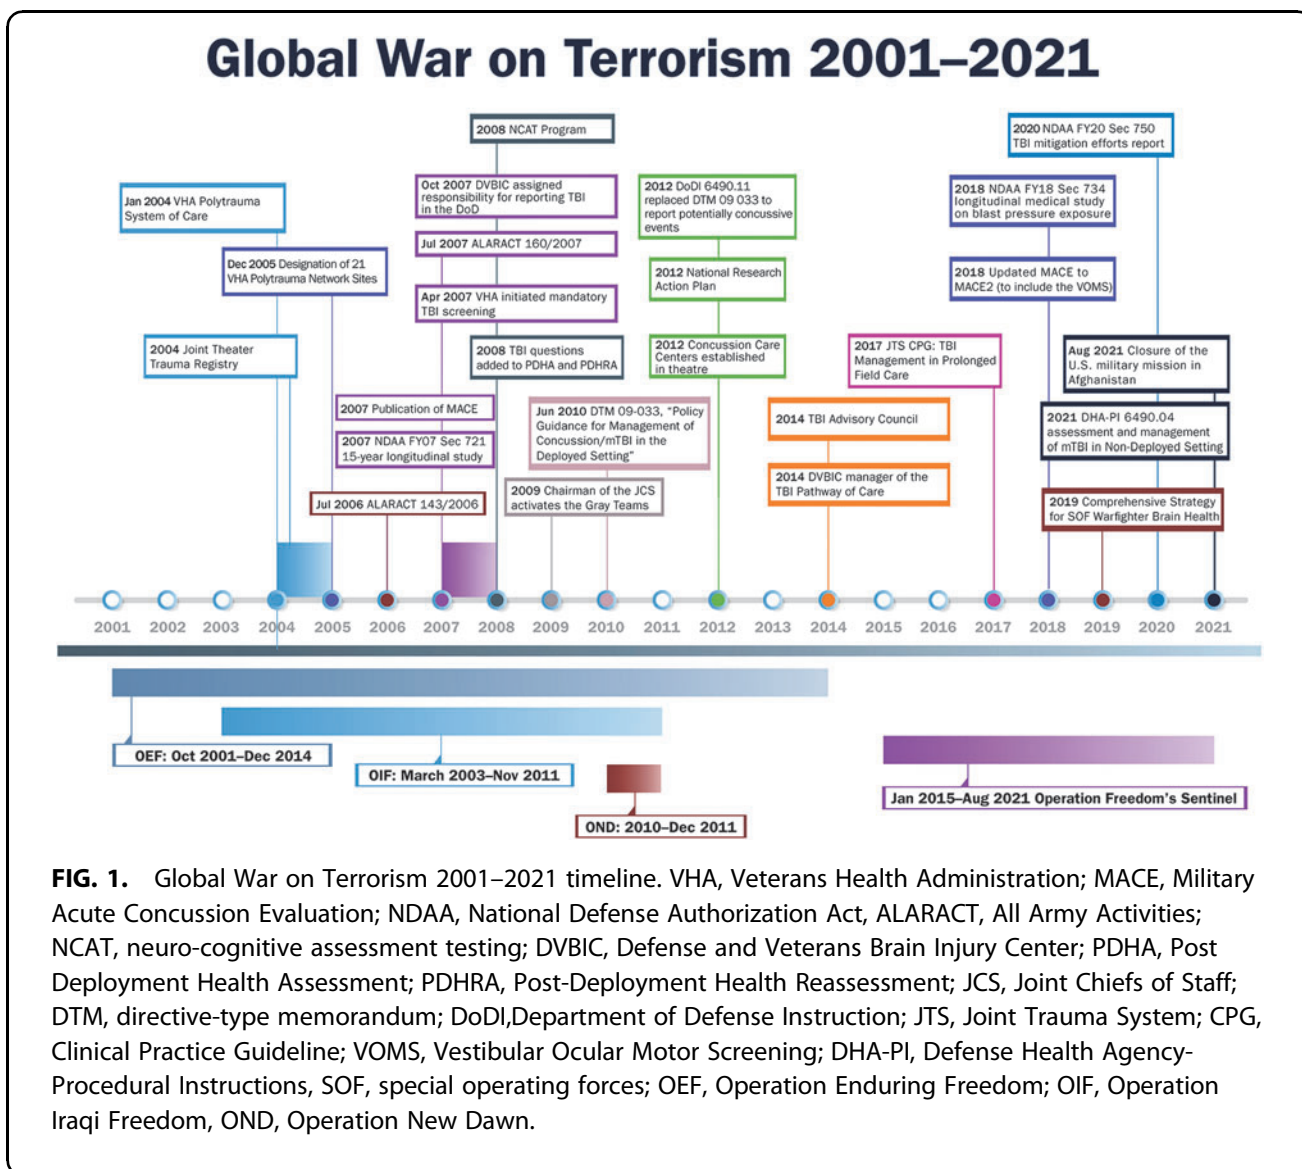 Global War on Terrorism 2001–2021
2008 NCAT Program
2020 NDAA FY20 Sec 750
TBI mitigation efforts report
Jan 2004 VHA Polytrauma
System of Care
Oct 2007 DVBIC assigned
responsibility for reporting TBI
in the DoD
2012 DoDI 6490.11
replaced DTM 09 033 to
report potentially concussive
events
2018 NDAA FY18 Sec 734
longitudinal medical study
on blast pressure exposure
Jul 2007 ALARACT 160/2007
Dec 2005 Designation of 21
VHA Polytrauma Network Sites
2012 National Research
Action Plan
2018 Updated MACE to
MACE2 (to include the VOMS)
Apr 2007 VHA initiated mandatory
TBI screening
2004 Joint Theater
Trauma Registry
2008 TBI questions
added to PDHA and PDHRA
2012 Concussion Care
Centers established
in theatre
2017 JTS CPG: TBI
Management in Prolonged
Field Care
Aug 2021 Closure of the
U.S. military mission in
Afghanistan
2007 Publication of MACE
Jun 2010 DTM 09-033, “Policy
Guidance for Management of
Concussion/mTBI in the
Deployed Setting”
2014 TBI Advisory Council
2021 DHA-PI 6490.04
assessment and management
of mTBI in Non-Deployed Setting
2007 NDAA FY07 Sec 721
15-year longitudinal study
2014 DVBIC manager of the
TBI Pathway of Care
Jul 2006 ALARACT 143/2006
2009 Chairman of the JCS
activates the Gray Teams
2019 Comprehensive Strategy
for SOF Warfighter Brain Health
2001 2002 2003 2004 2005 2006 2007 2008 2009 2010 2011 2012 2013 2014 2015 2016 2017 2018 2019 2020 2021
OEF: Oct 2001–Dec 2014
OIF: March 2003–Nov 2011
OND: 2010–Dec 2011
Jan 2015–Aug 2021 Operation Freedom’s Sentinel
FIG. 1. Global War on Terrorism 2001–2021 timeline. VHA, Veterans Health Administration; MACE, Military
Acute Concussion Evaluation; NDAA, National Defense Authorization Act, ALARACT, All Army Activities;
NCAT, neuro-cognitive assessment testing; DVBIC, Defense and Veterans Brain Injury Center; PDHA, Post
Deployment Health Assessment; PDHRA, Post-Deployment Health Reassessment; JCS, Joint Chiefs of Staff;
DTM, directive-type memorandum; DoDI,Department of Defense Instruction; JTS, Joint Trauma System; CPG,
Clinical Practice Guideline; VOMS, Vestibular Ocular Motor Screening; DHA-PI, Defense Health Agency-
Procedural Instructions, SOF, special operating forces; OEF, Operation Enduring Freedom; OIF, Operation
Iraqi Freedom, OND, Operation New Dawn.